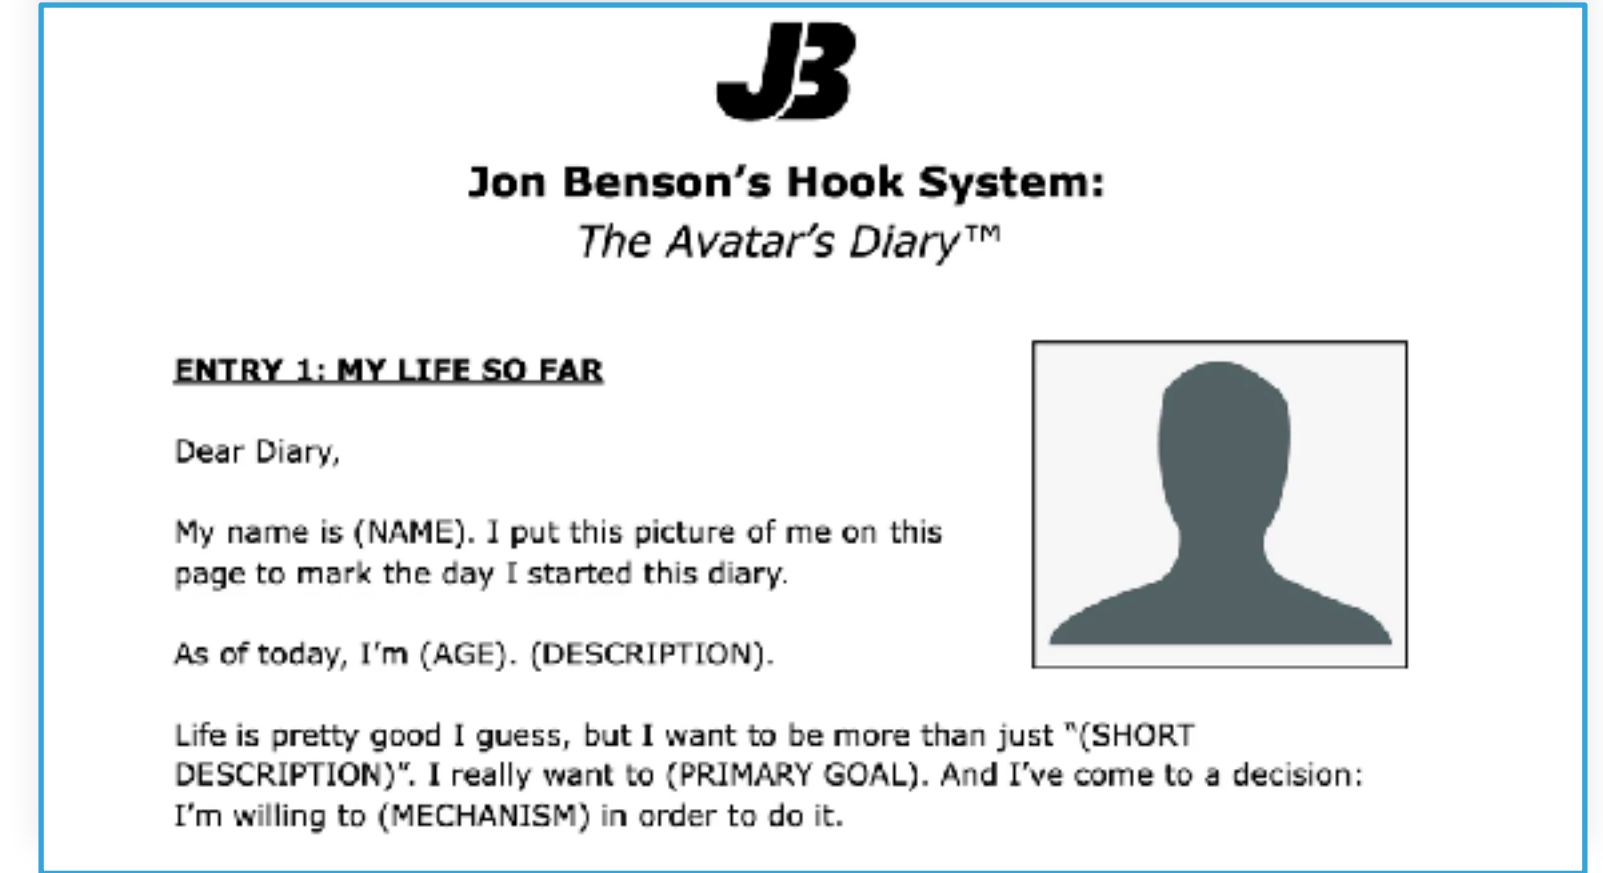 JB
Jon Benson’s Hook System:
The Avatar’s Diary™
ENTRY 1: MY LIFE SO FAR
Dear Diary,
My name is (NAME). I put this picture of me on this
page to mark the day I started this diary.
As of today, I’m (AGE). (DESCRIPTION).
Life is pretty good I guess, but I want to be more than just “(SHORT
DESCRIPTION)”. I really want to (PRIMARY GOAL). And I’ve come to a decision:
I’m willing to (MECHANISM) in order to do it.